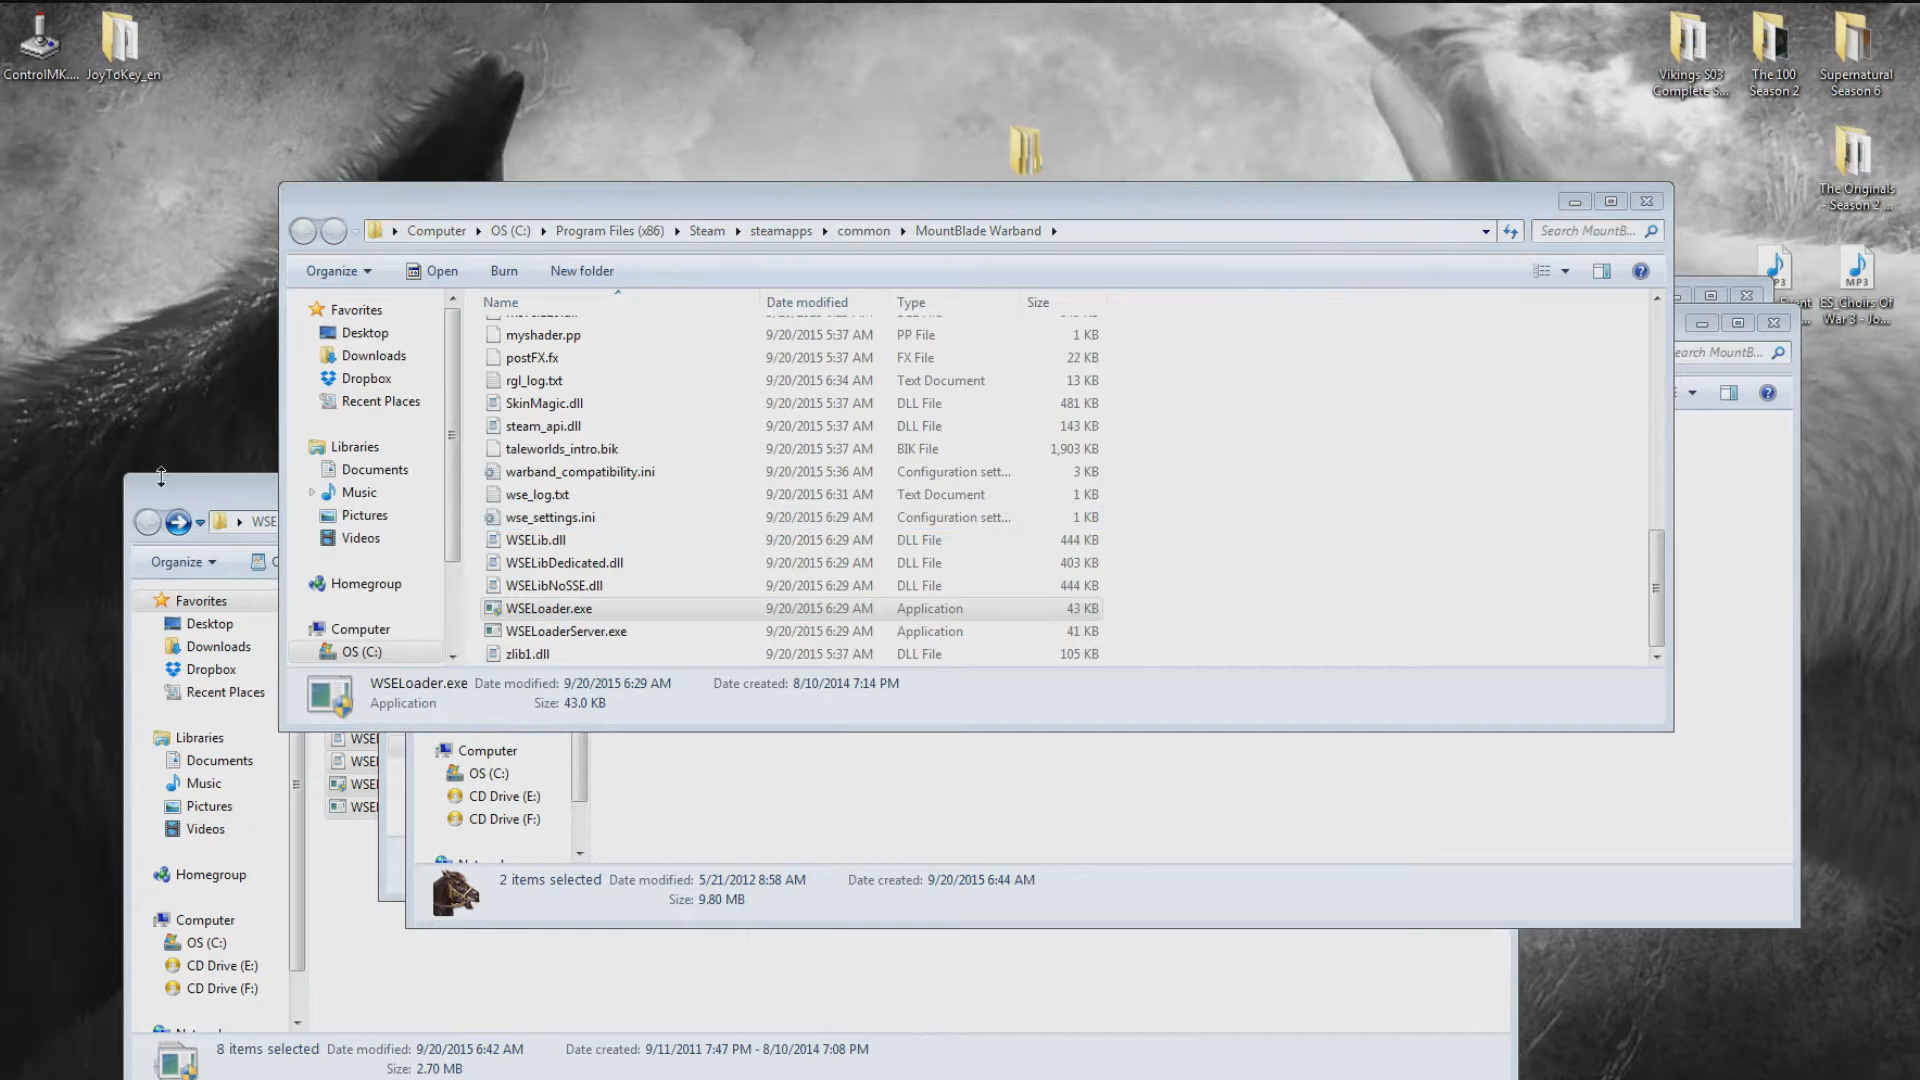 ControlMK....
JoyToKey_en
Vikings S03
Complete S...
The 100
Season 2
Supernatural
Season 6
The Originals
- Season 2 ...
MP3
ES_Choirs Of
War 3 - Jo...
Computer OS (C:) Program Files (x86) Steam steamapps common MountBlade Warband
Search MountB...
Organize Open Burn New folder
Favorites
Desktop
Downloads
Dropbox
Recent Places
Libraries
Documents
Music
Pictures
Videos
Homegroup
Computer
OS (C:)
Name Date modified Type Size
myshader.pp 9/20/2015 5:37 AM PP File 1 KB
postFX.fx 9/20/2015 5:37 AM FX File 22 KB
rgl_log.txt 9/20/2015 6:34 AM Text Document 13 KB
SkinMagic.dll 9/20/2015 5:37 AM DLL File 481 KB
steam_api.dll 9/20/2015 5:37 AM DLL File 143 KB
taleworlds_intro.bik 9/20/2015 5:37 AM BIK File 1,903 KB
warband_compatibility.ini 9/20/2015 5:36 AM Configuration sett... 3 KB
wse_log.txt 9/20/2015 6:31 AM Text Document 1 KB
wse_settings.ini 9/20/2015 6:29 AM Configuration sett... 1 KB
WSELib.dll 9/20/2015 6:29 AM DLL File 444 KB
WSELibDedicated.dll 9/20/2015 6:29 AM DLL File 403 KB
WSELibNoSSE.dll 9/20/2015 6:29 AM DLL File 444 KB
WSELoader.exe 9/20/2015 6:29 AM Application 43 KB
WSELoaderServer.exe 9/20/2015 6:29 AM Application 41 KB
zlib1.dll 9/20/2015 5:37 AM DLL File 105 KB
WSELoader.exe Date modified: 9/20/2015 6:29 AM Date created: 8/10/2014 7:14 PM
Application Size: 43.0 KB
earch MountB...
WSE
Organize
Favorites
Desktop
Downloads
Dropbox
Recent Places
Libraries
Documents
Music
Pictures
Videos
Homegroup
Computer
OS (C:)
CD Drive (E:)
CD Drive (F:)
WSE
WSE
WSE
WSE
Computer
OS (C:)
CD Drive (E:)
CD Drive (F:)
2 items selected Date modified: 5/21/2012 8:58 AM Date created: 9/20/2015 6:44 AM
Size: 9.80 MB
8 items selected Date modified: 9/20/2015 6:42 AM Date created: 9/11/2011 7:47 PM - 8/10/2014 7:08 PM
Size: 2.70 MB